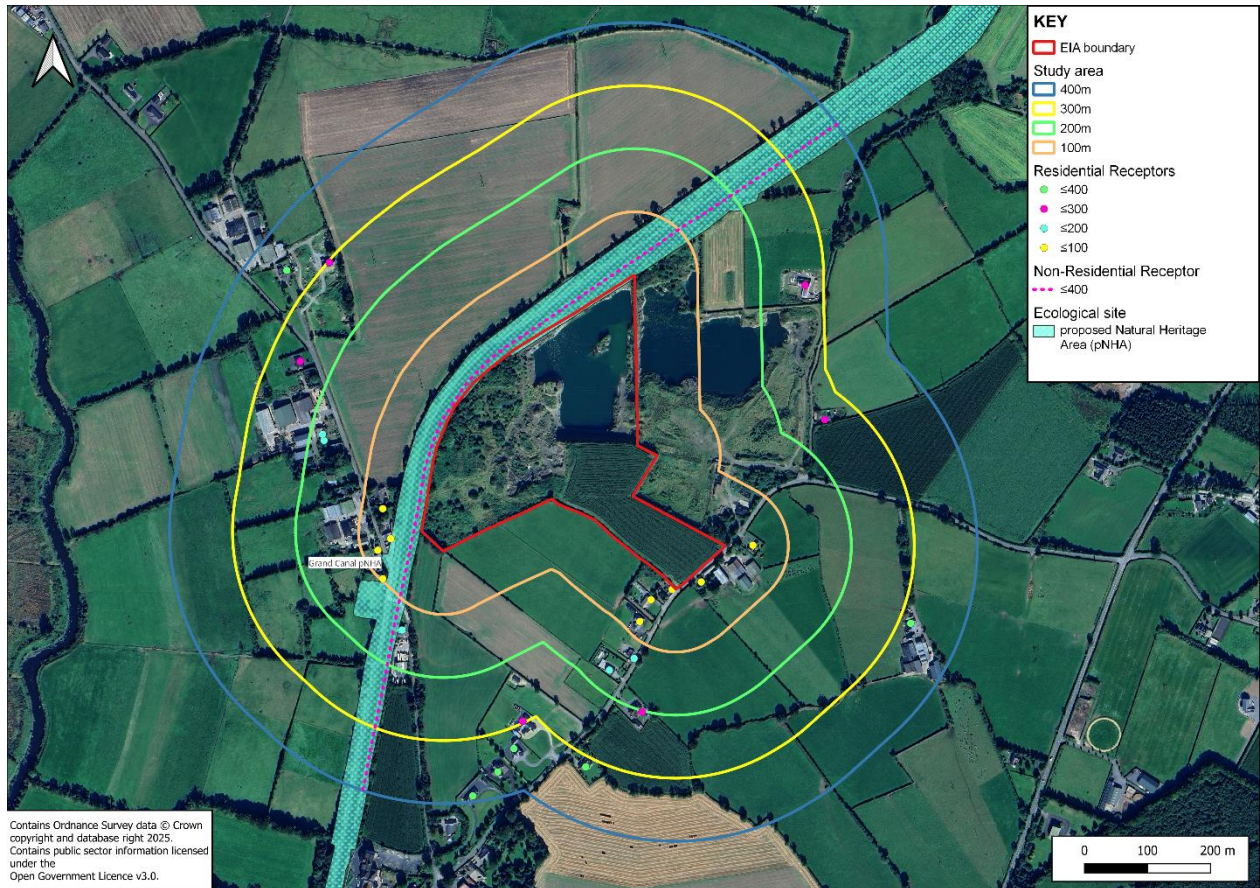 KEY
EIA boundary
Study area
400m
300m
200m
100m
Residential Receptors
≤400
≤300
≤200
≤100
Non-Residential Receptor
≤400
Ecological site
proposed Natural Heritage
Area (pNHA)
Grand Canal pNHA
Contains Ordnance Survey data © Crown
copyright and database right 2025.
Contains public sector information licensed
under the
Open Government Licence v3.0.
0 100 200 m